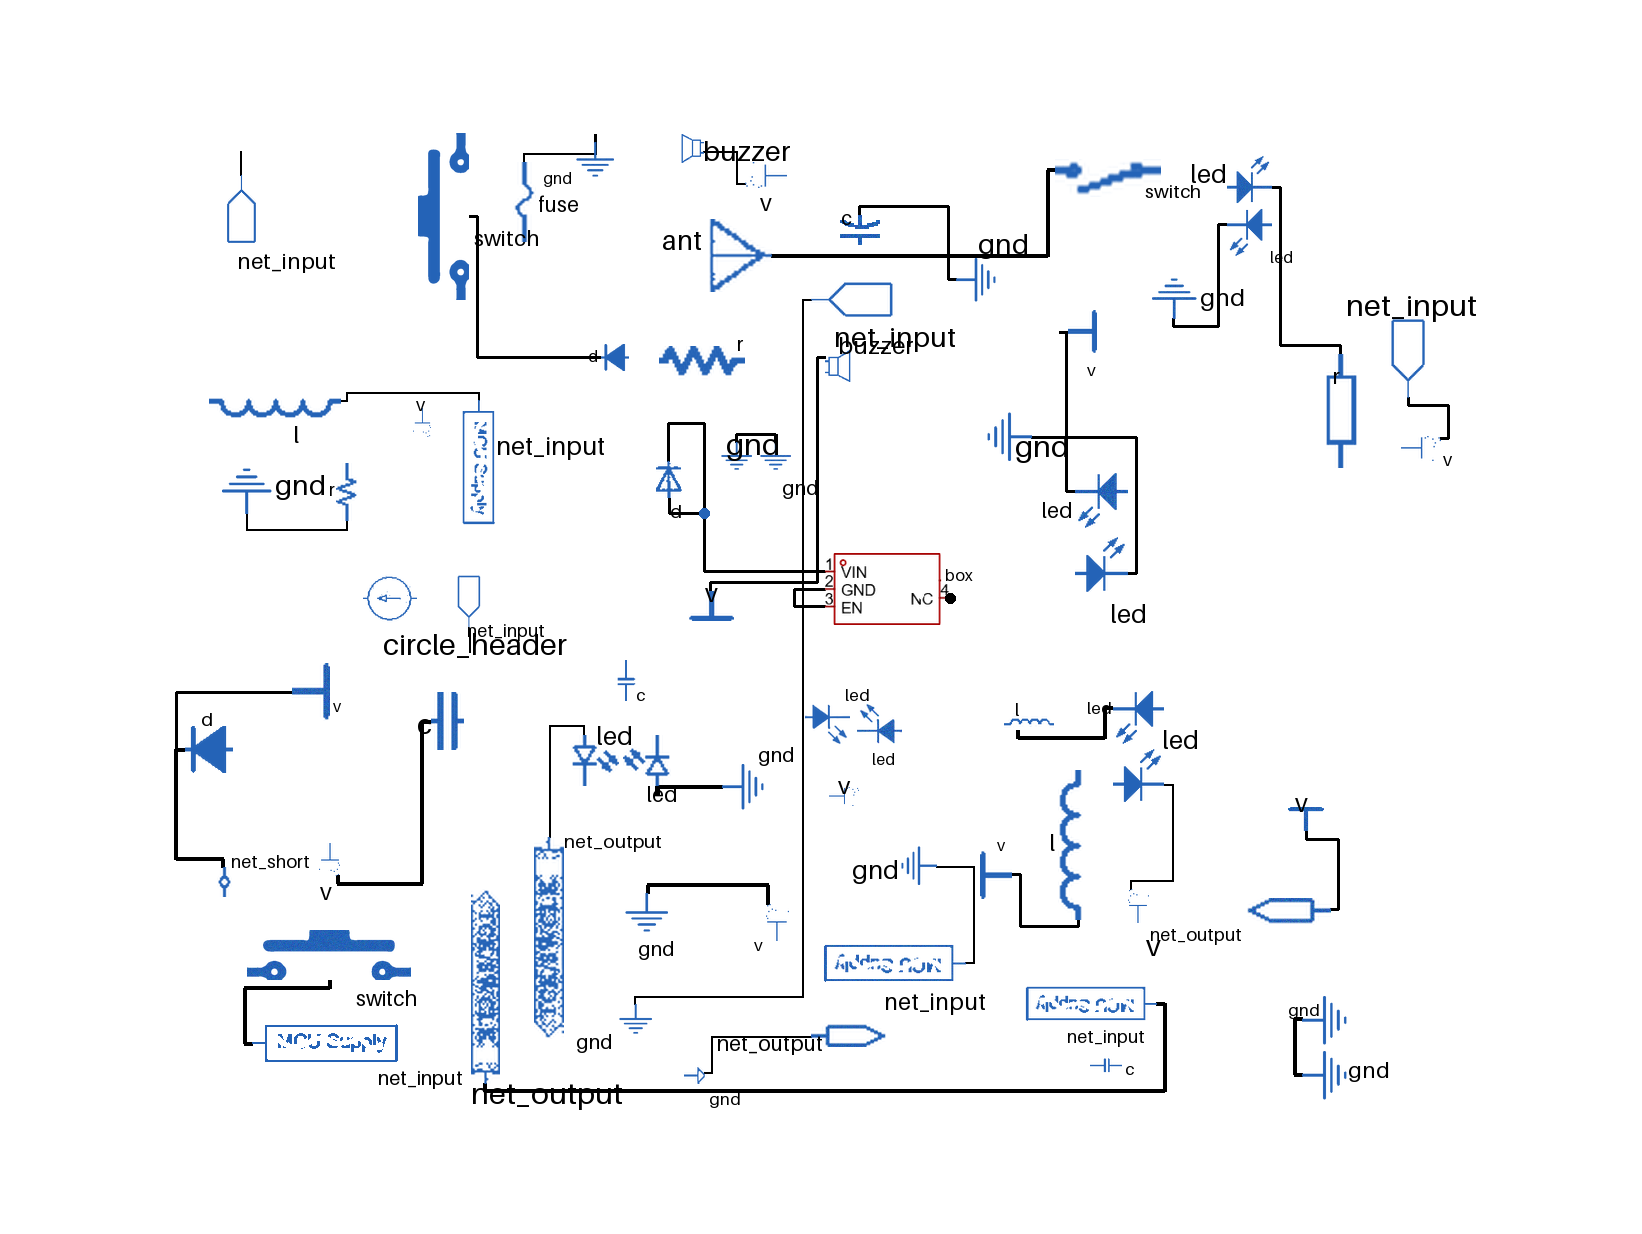 buzzer
led
gnd
switch
fuse
v
c
switch
ant
gnd
net_input
led
gnd
net_input
net_input
buzzer
d
r
v
r
v
l
net_input
gnd
gnd
v
gnd
r
gnd
d
led
1
VIN
box
2
GND
4
v
3
EN
NC
led
net_input
circle_header
c
led
v
l
led
d
c
led
led
gnd
led
v
led
v
net_output
l
v
net_short
gnd
v
net_output
gnd
v
v
switch
net_input
gnd
MCU Supply
net_output
gnd
net_input
gnd
net_input
c
net_output
gnd